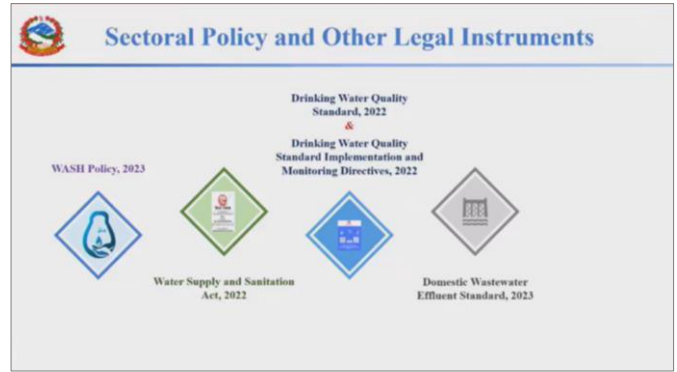 Sectoral Policy and Other Legal Instruments
WASH Policy, 2023
Water Supply and Sanitation
Act, 2022
Drinking Water Quality
Standard, 2022
&
Drinking Water Quality
Standard Implementation and
Monitoring Directives, 2022
Domestic Wastewater
Effluent Standard, 2023